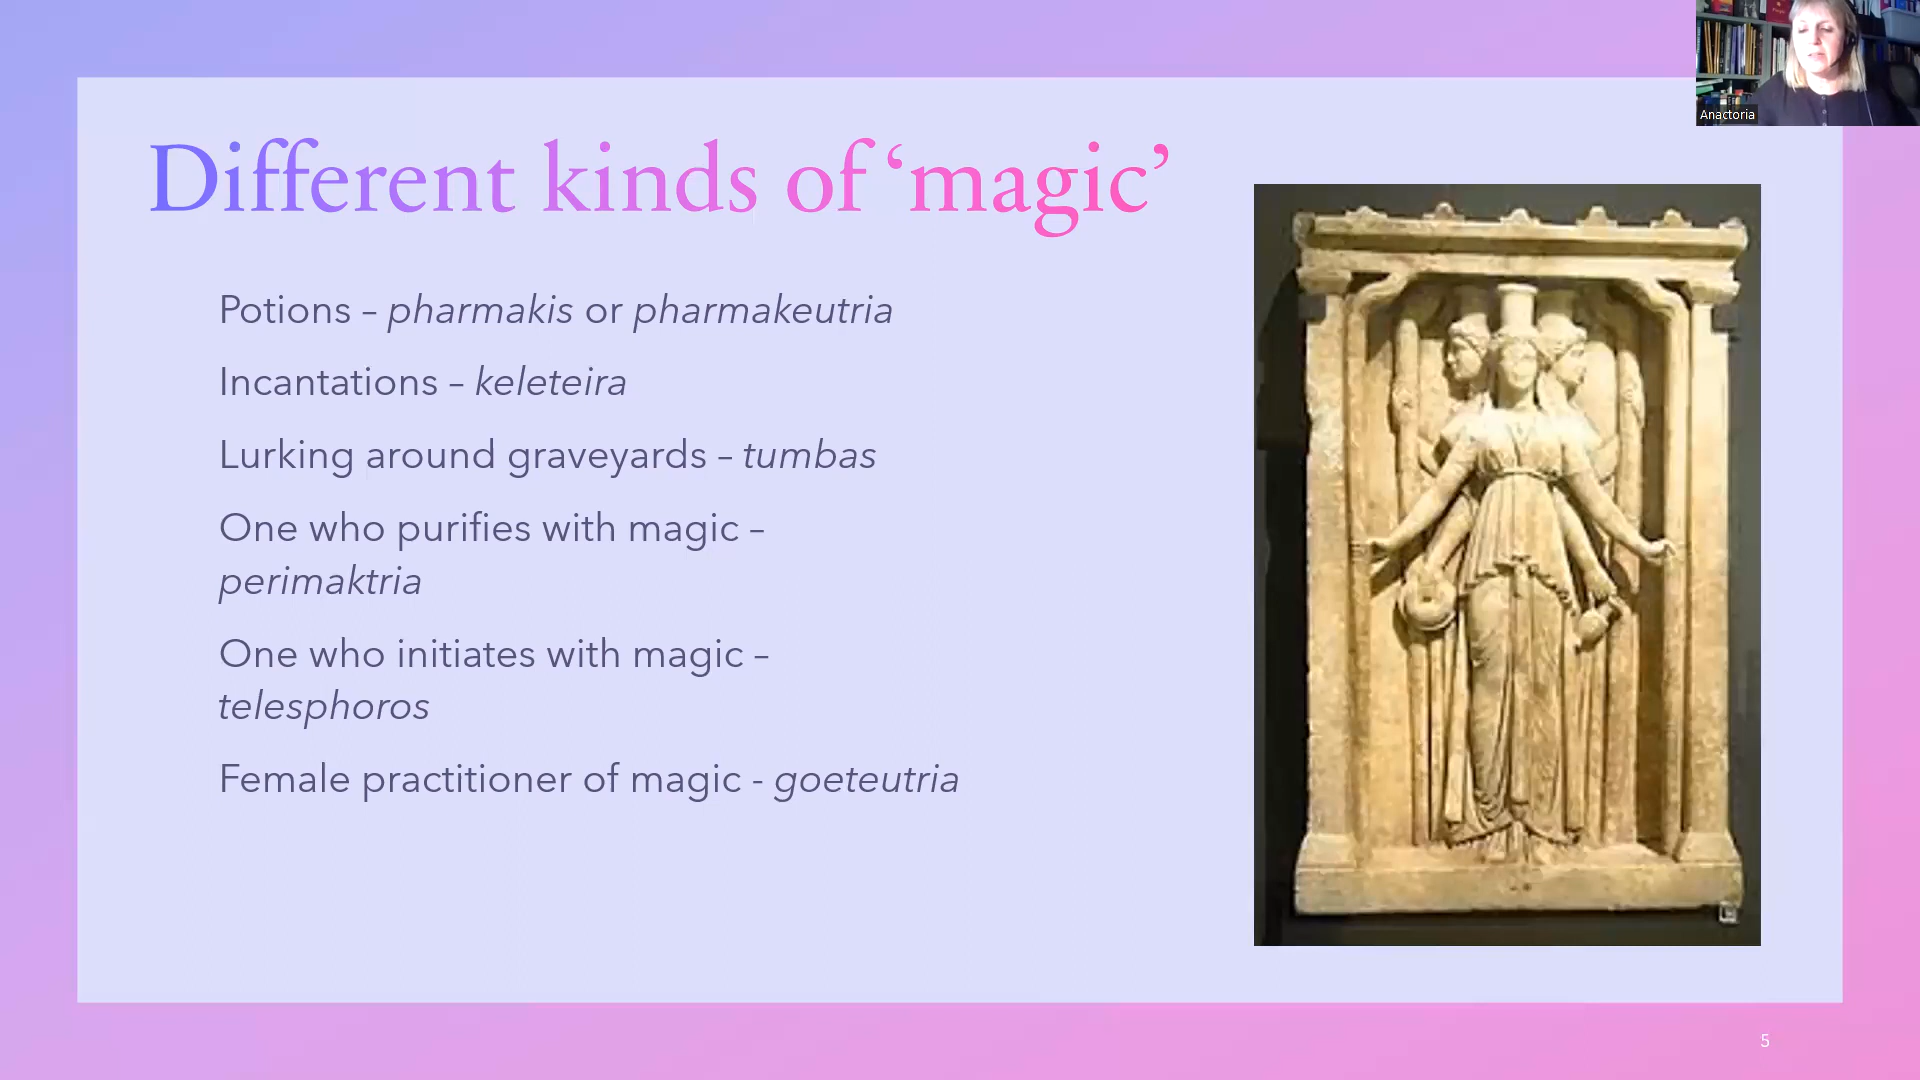 Anactoria
Different kinds of ‘magic’
Potions – pharmakis or pharmakeutria
Incantations – keleteira
Lurking around graveyards – tumbas
One who purifies with magic –
perimaktria
One who initiates with magic –
telesphoros
Female practitioner of magic - goeteutria
5